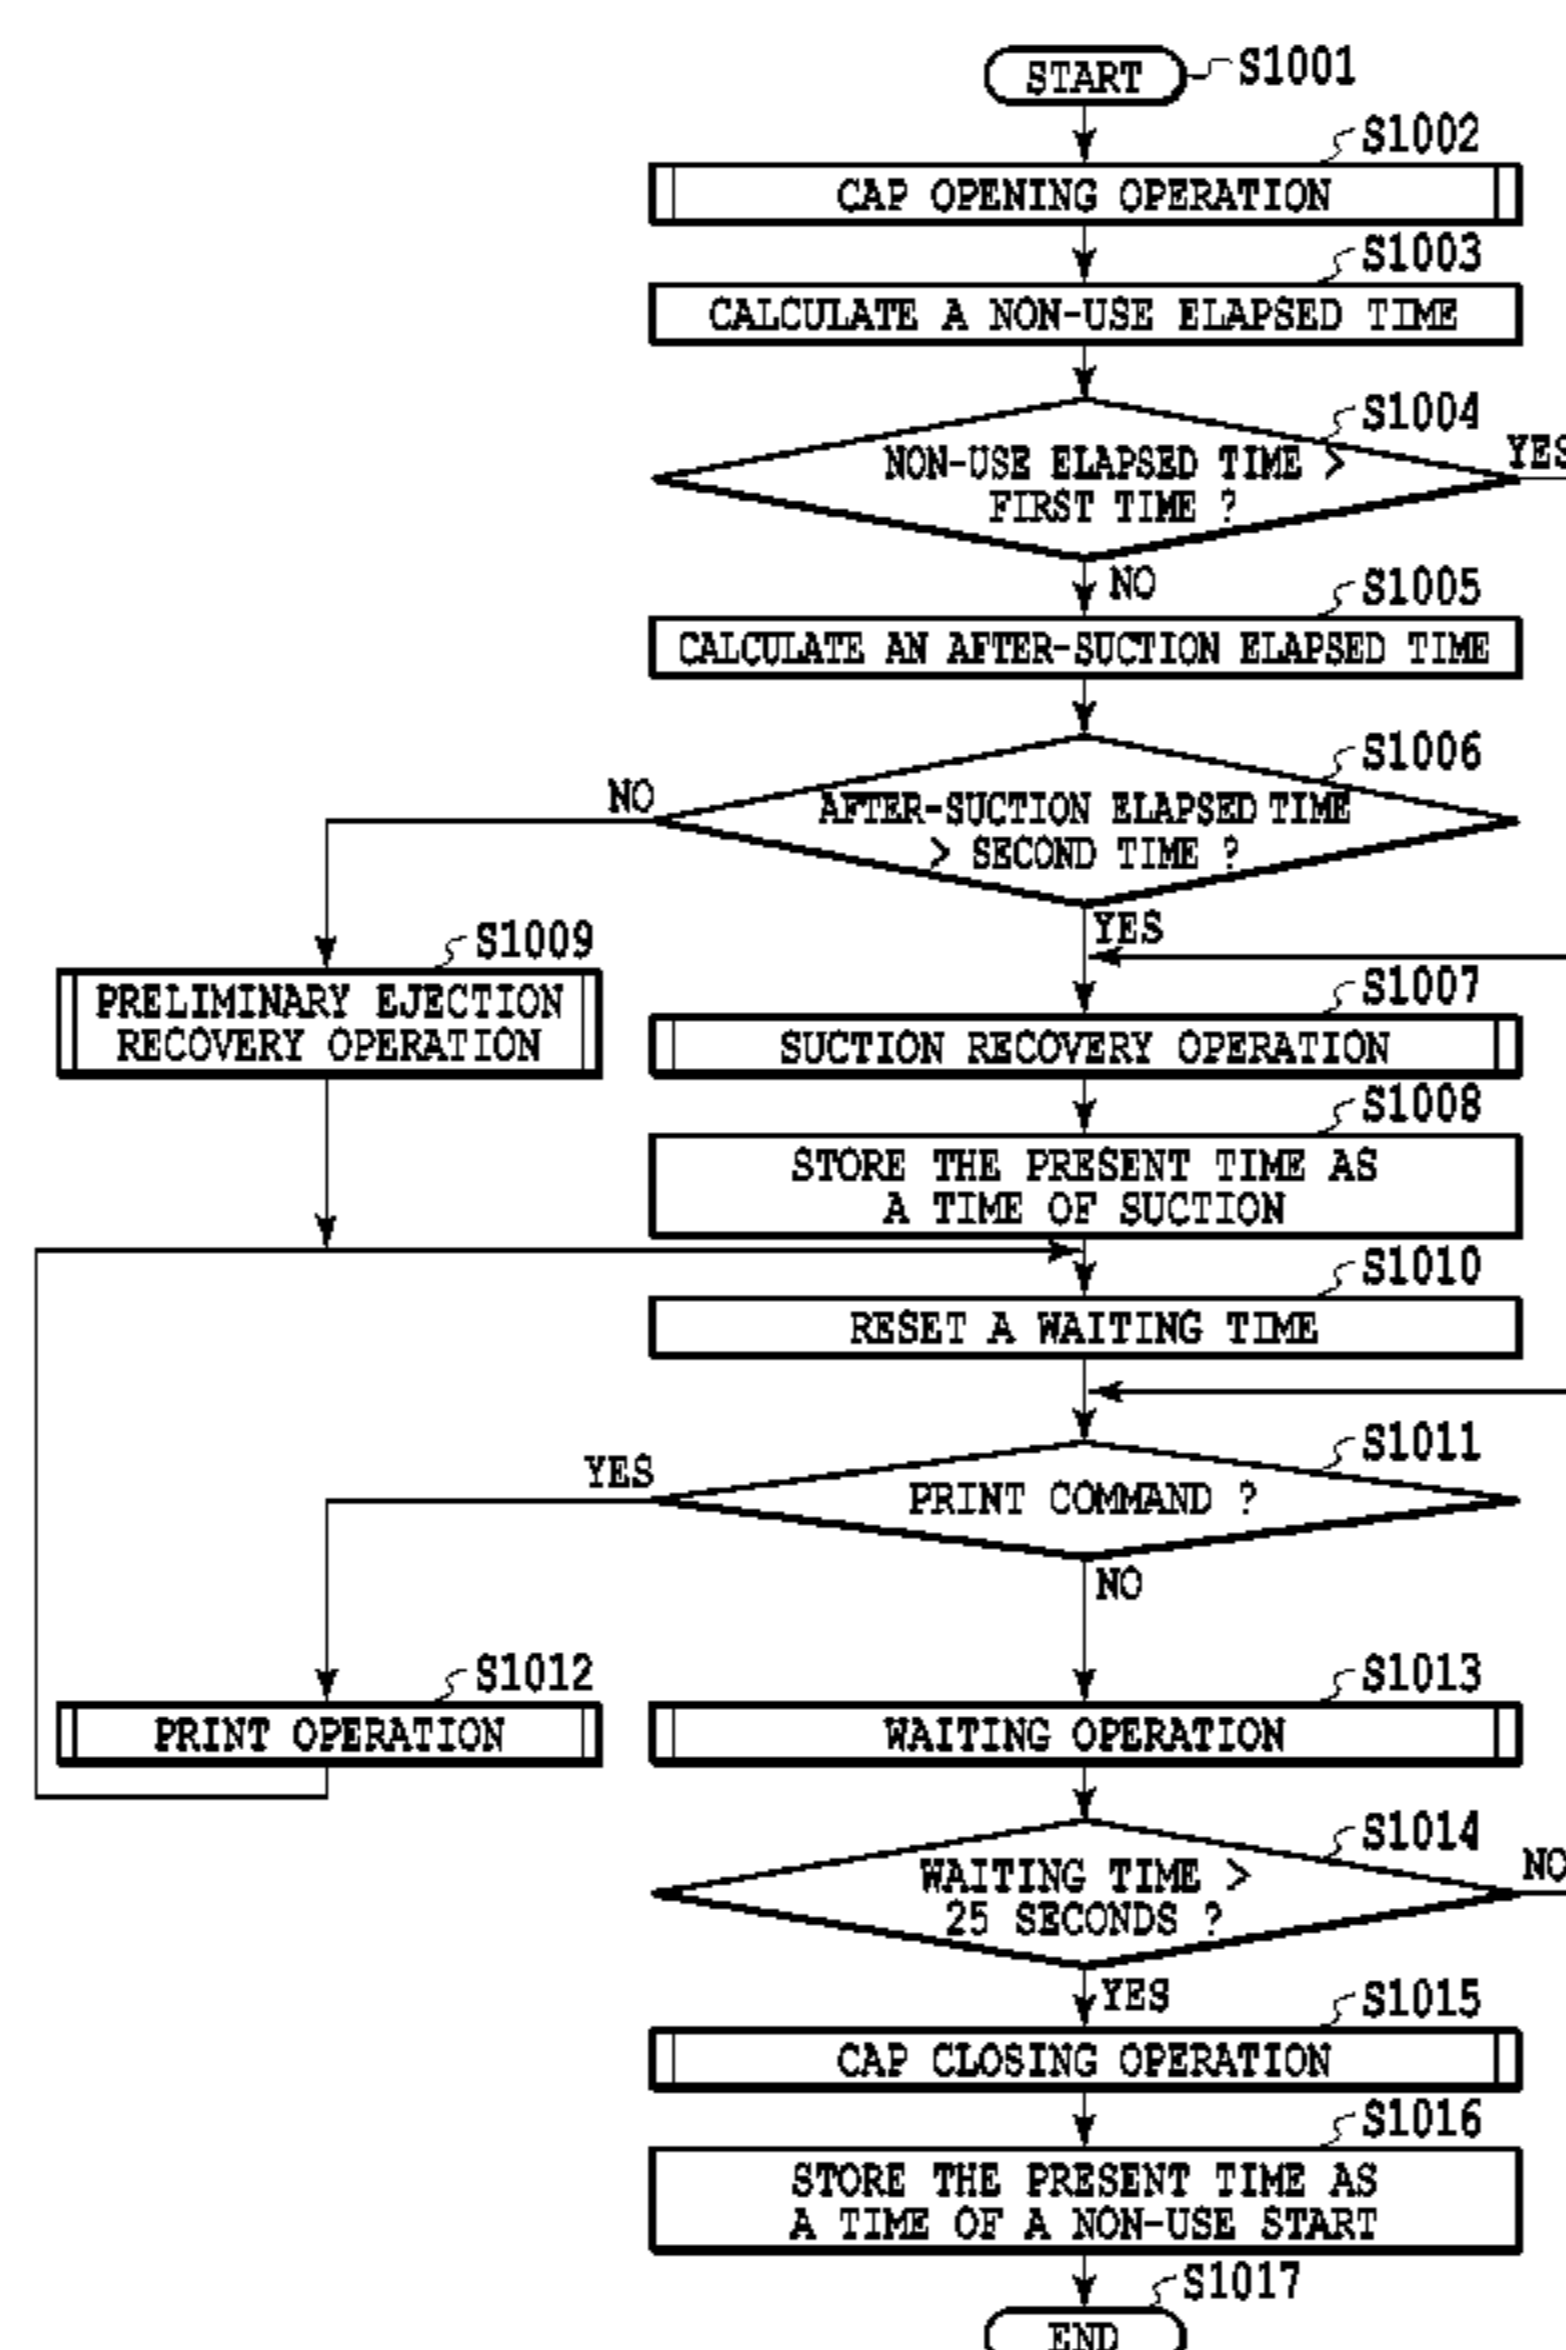 START
S1001
S1002
CAP OPENING OPERATION
S1003
CALCULATE A NON-USE ELAPSED TIME
S1004
YES
NON-USE ELAPSED TIME >
FIRST TIME ?
NO
S1005
CALCULATE AN AFTER-SUCTION ELAPSED TIME
S1006
NO
AFTER-SUCTION ELAPSED TIME
> SECOND TIME ?
YES
S1009
PRELIMINARY EJECTION
RECOVERY OPERATION
S1007
SUCTION RECOVERY OPERATION
S1008
STORE THE PRESENT TIME AS
A TIME OF SUCTION
S1010
RESET A WAITING TIME
S1011
YES
PRINT COMMAND ?
NO
S1012
PRINT OPERATION
S1013
WAITING OPERATION
S1014
NO
WAITING TIME >
25 SECONDS ?
YES
S1015
CAP CLOSING OPERATION
S1016
STORE THE PRESENT TIME AS
A TIME OF A NON-USE START
S1017
END